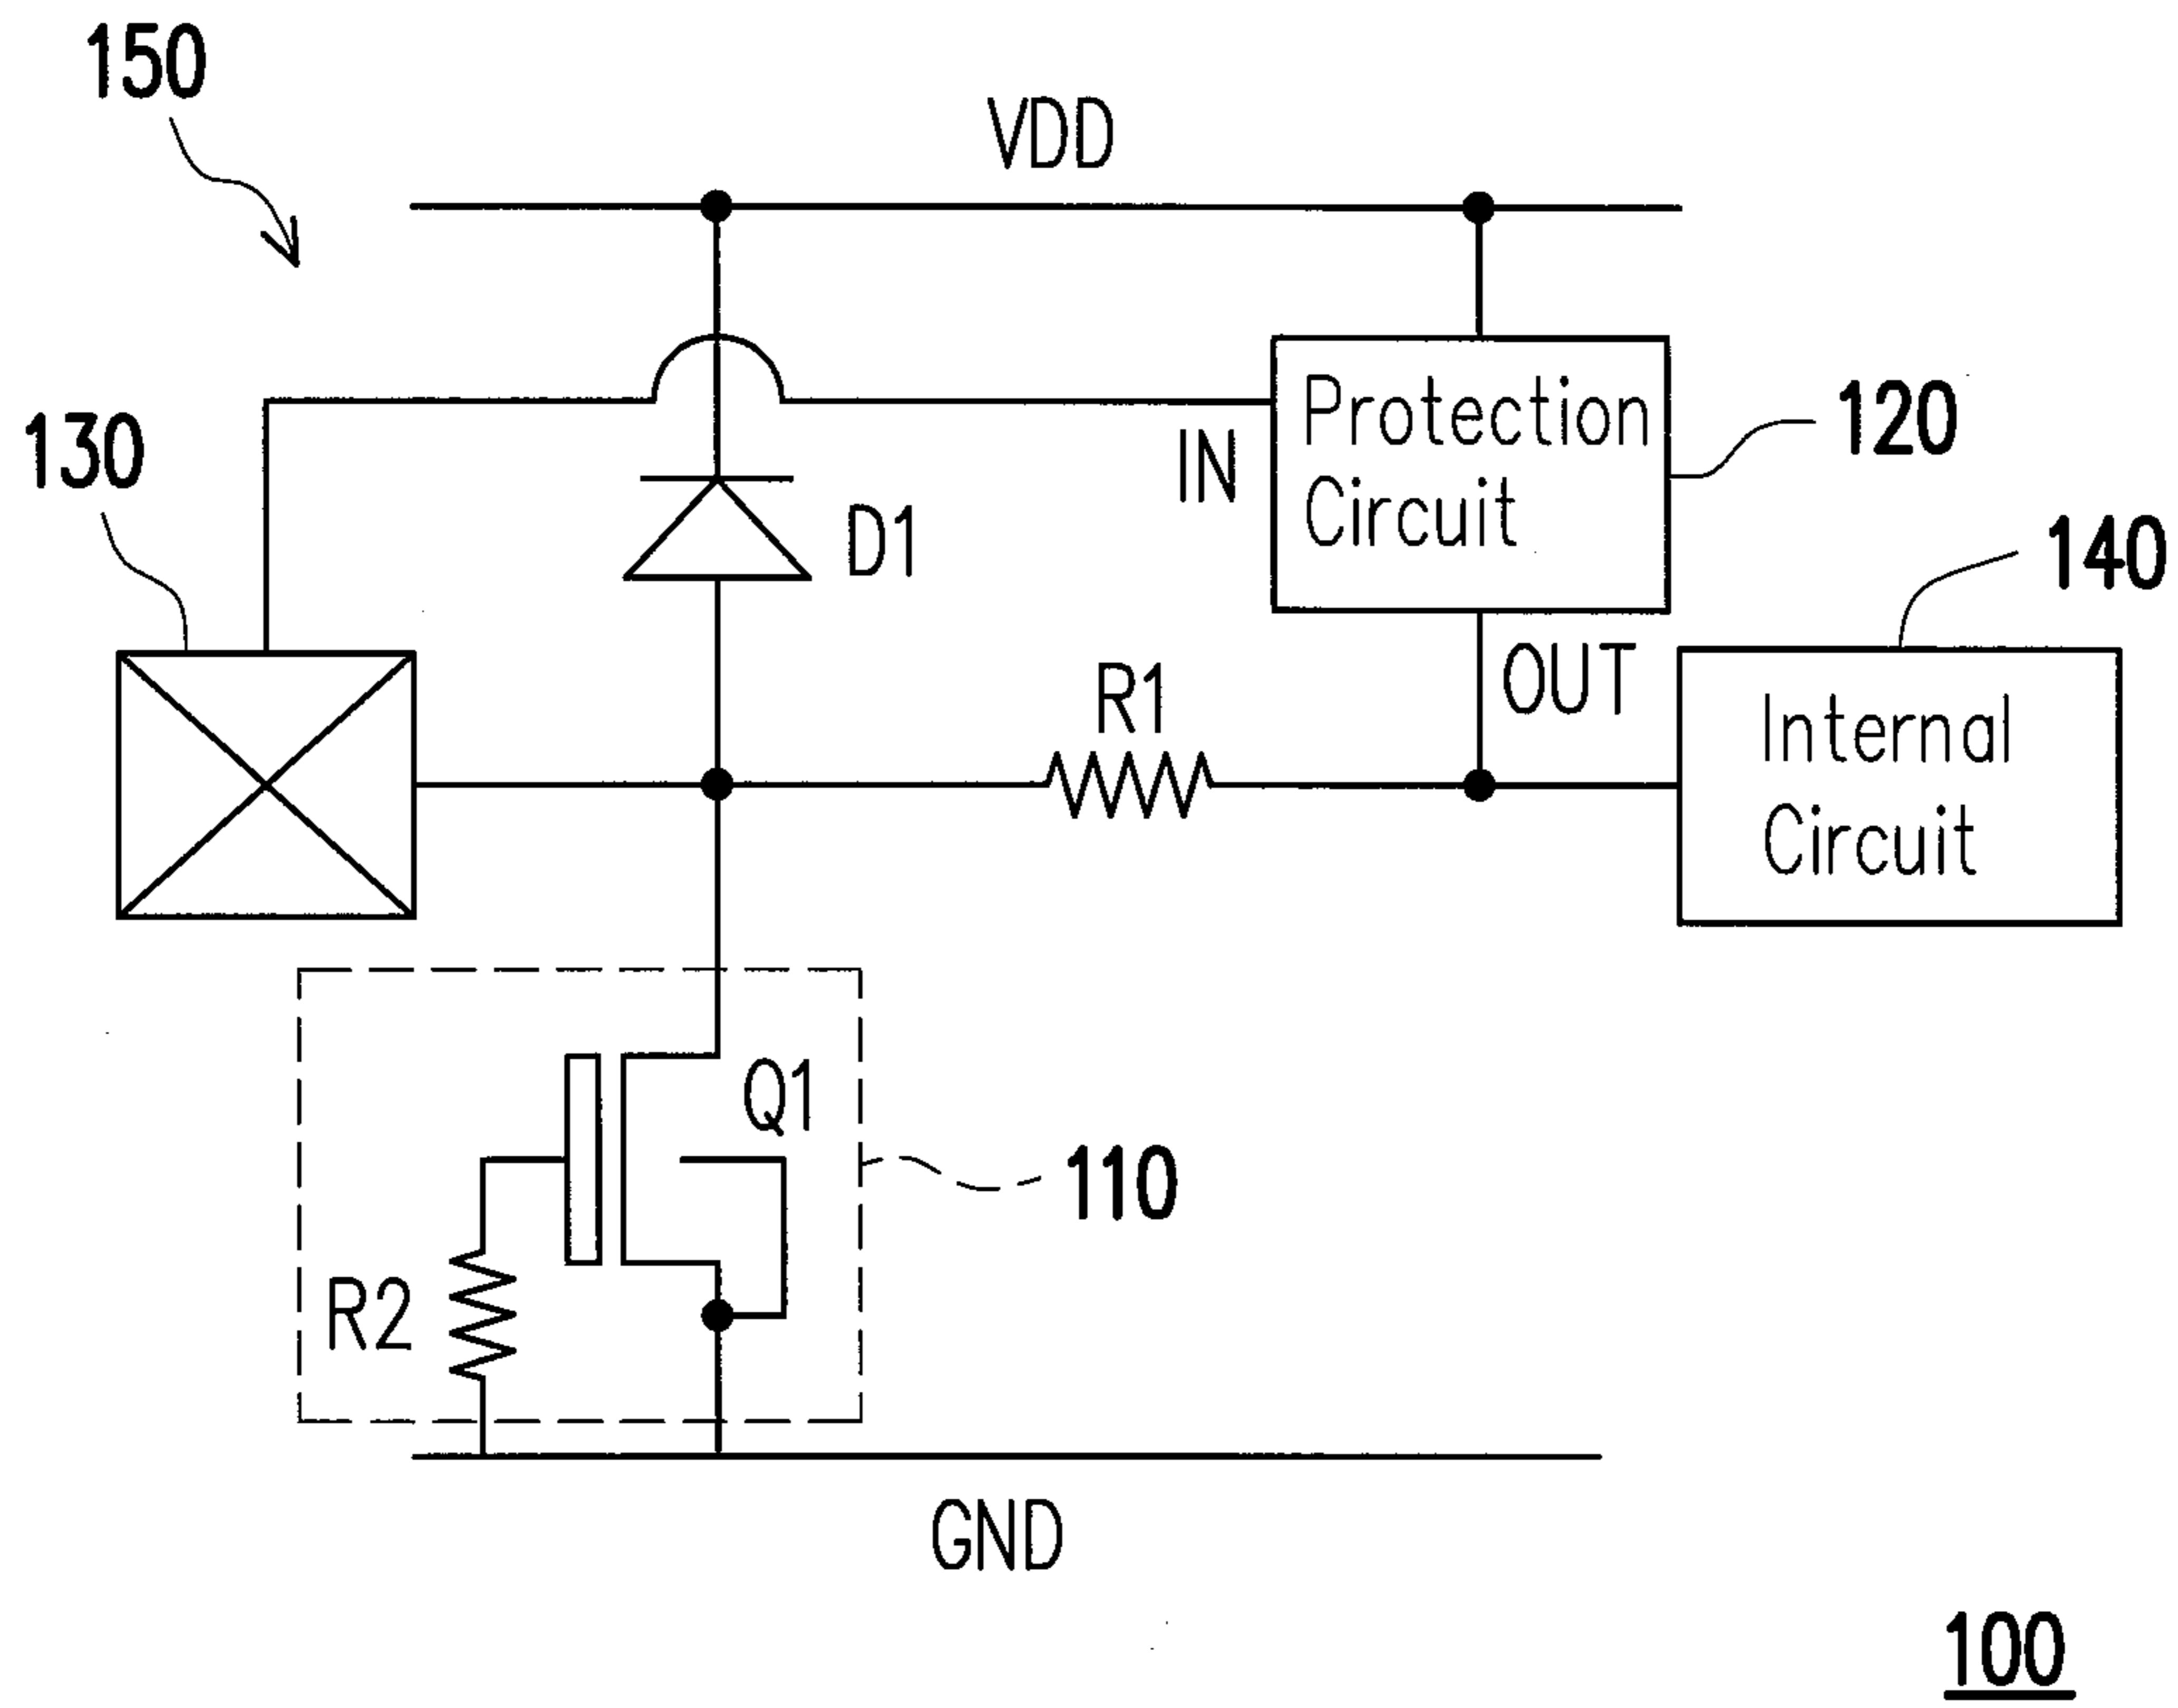 150
VDD
130
IN
Protection
Circuit
120
D1
140
R1
OUT
Internal
Circuit
Q1
110
R2
GND
100